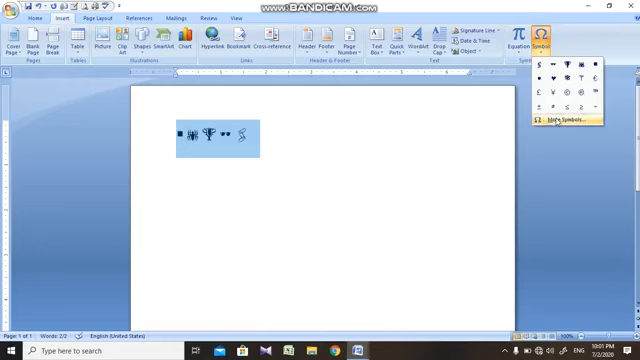 www.BANDICAM.com
Home Insert Page Layout References Mailings Review View
Cover Page Blank Page Page Break Table Picture Clip Art Shapes SmartArt Chart Hyperlink Bookmark Cross-reference Header Footer Page Number Text Box Quick Parts WordArt Drop Cap Signature Line Date & Time Object Equation Symbol
Pages Tables Illustrations Links Header & Footer Text
€
£ ¥ © ® ™
± ≠ ≤ ≥ ÷
Ω More Symbols...
Page: 1 of 1 Words: 2/2 English (United States) 100%
Type here to search
ENG
10:01 PM
7/2/2020